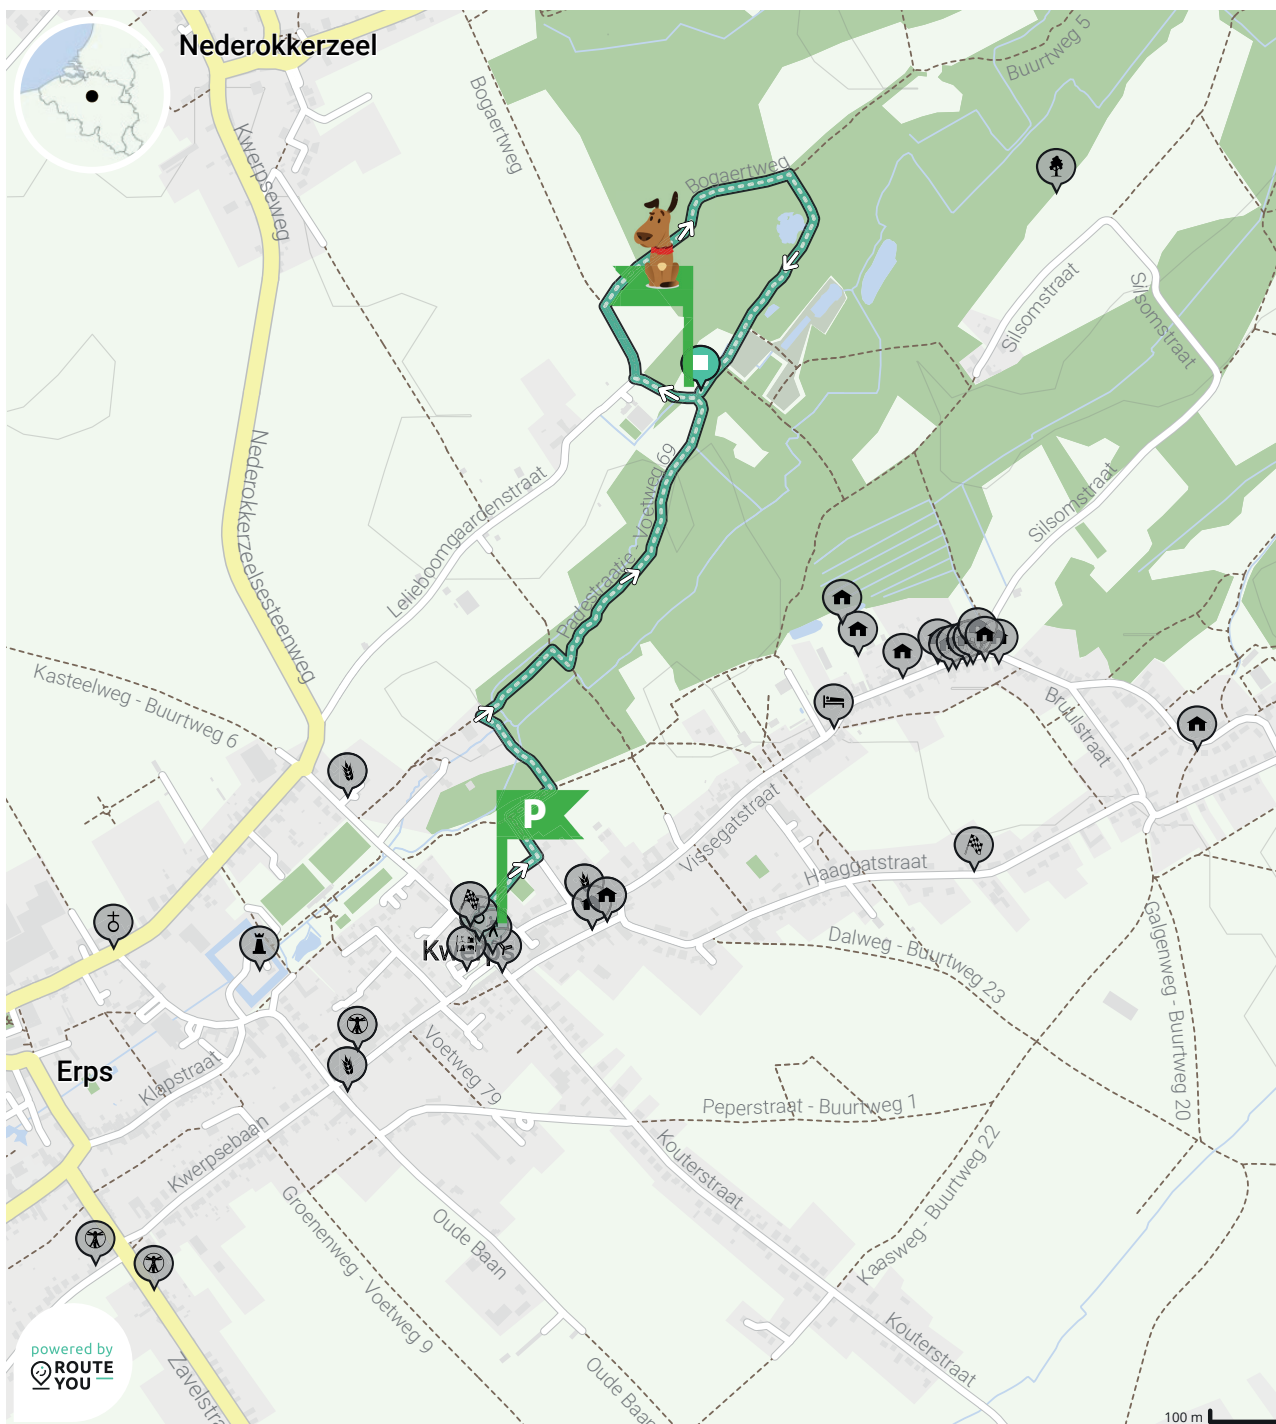 Nederokkerzeel
Buurtweg 5
Bogaertweg
Kwerpseweg
Bogaertweg
Silsomstraat
Silsomstraat
Nederokkerzeelsesteenweg
Lelieboomgaardenstraat
Padestraatje - Voetweg 69
Silsomstraat
Kasteelweg - Buurtweg 6
Bruulstraat
P
Vissegatstraat
Haaggatstraat
Kwerps
Dalweg - Buurtweg 23
Galgenweg - Buurtweg 20
Erps
Klapstraat
Voetweg 79
Peperstraat - Buurtweg 1
Kwerpsebaan
Kouterstraat
Kaasweg - Buurtweg 22
Groenenweg - Voetweg 9
Oude Baan
Kouterstraat
Oude Baan
Zavelstra
powered by
ROUTE
YOU
100 m